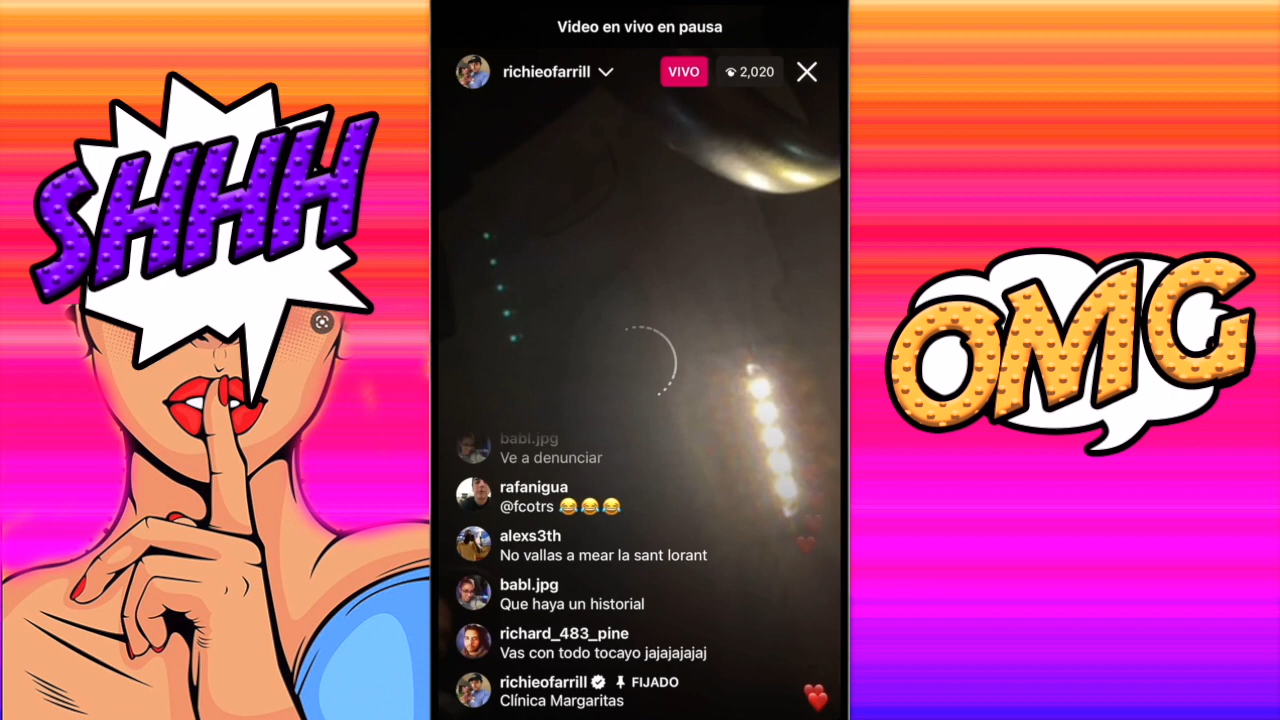 SHHH
OMG
Video en vivo en pausa
richieofarrill
VIVO
2,020
babl.jpg
Ve a denunciar
rafanigua
@fcotrs 😂😂😂
alexs3th
No vallas a mear la sant lorant
babl.jpg
Que haya un historial
richard_483_pine
Vas con todo tocayo jajajajajaj
richieofarrill FIJADO
Clínica Margaritas